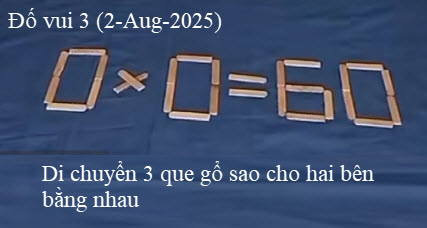 Đố vui 3 (2-Aug-2025)
0×0=60
Di chuyển 3 que gổ sao cho hai bên
bằng nhau